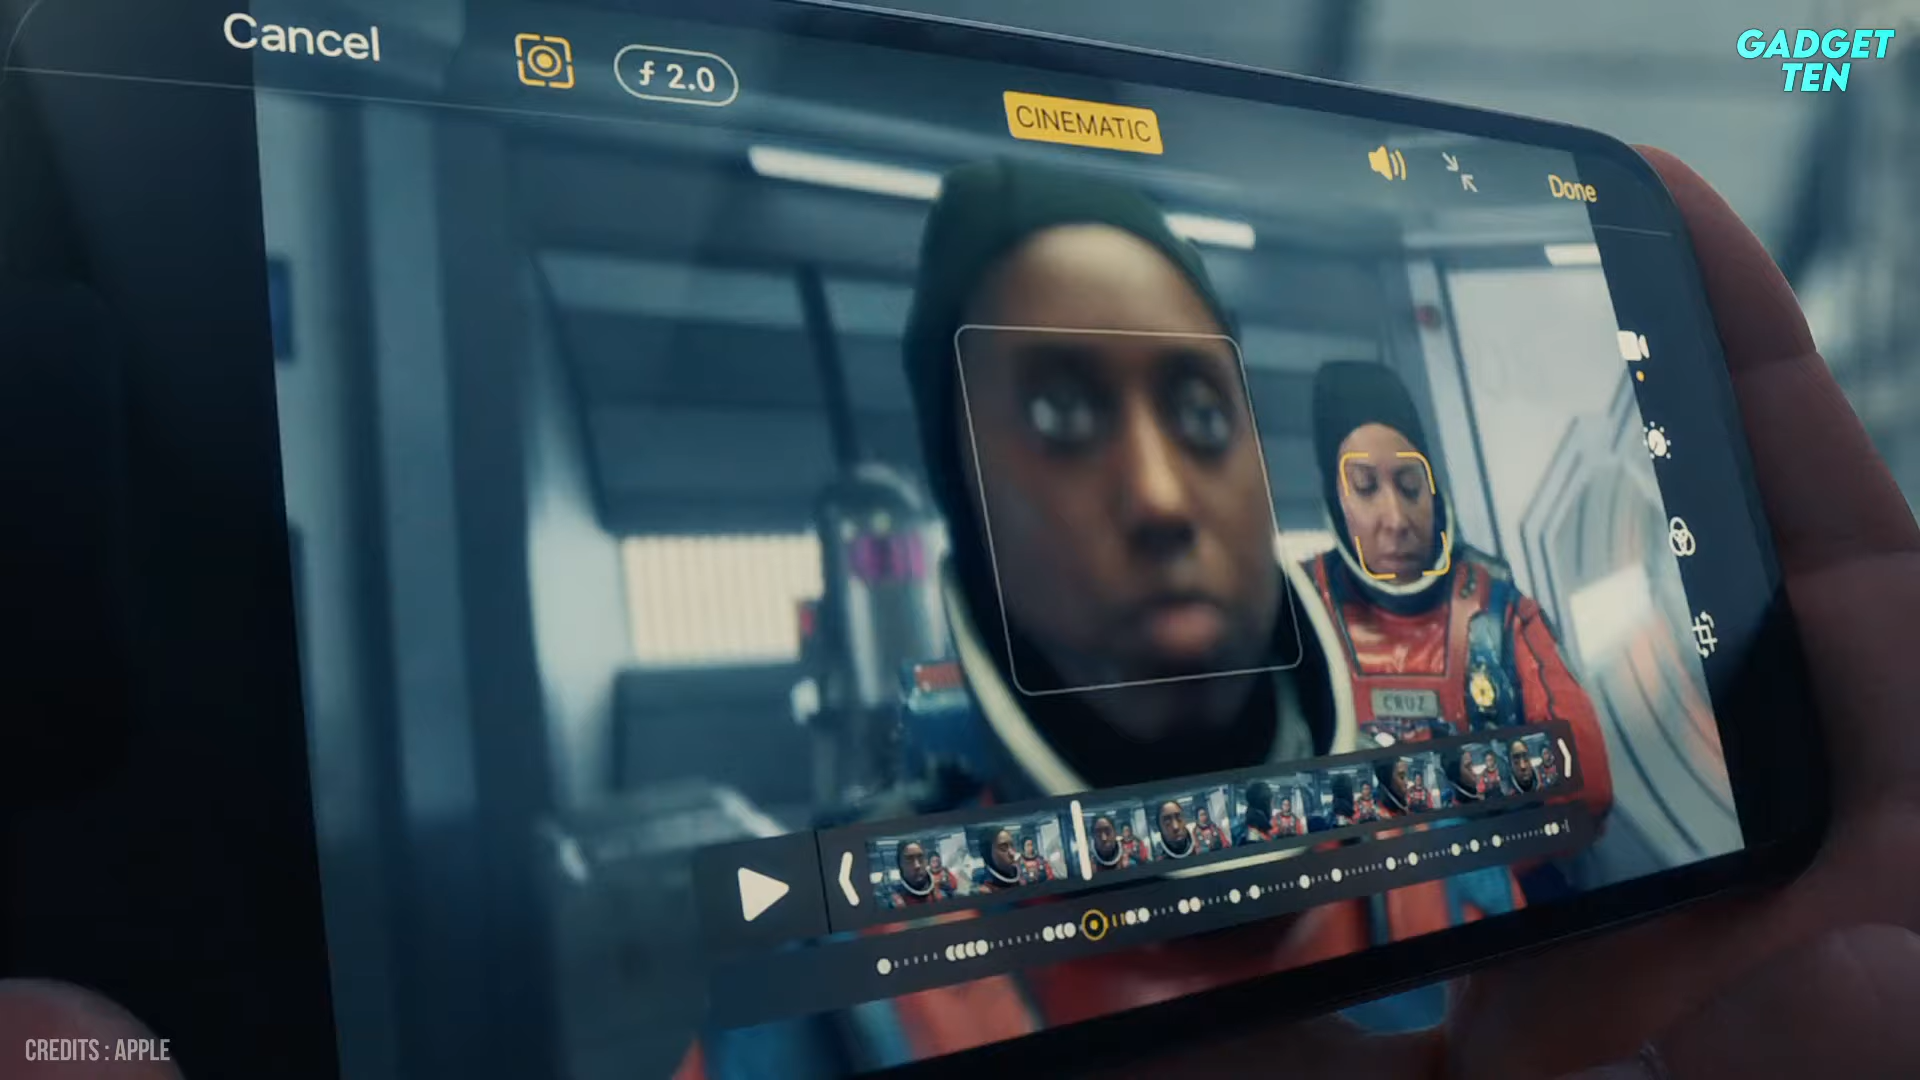 Cancel
f 2.0
CINEMATIC
Done
GADGET
TEN
CRUZ
CREDITS : APPLE